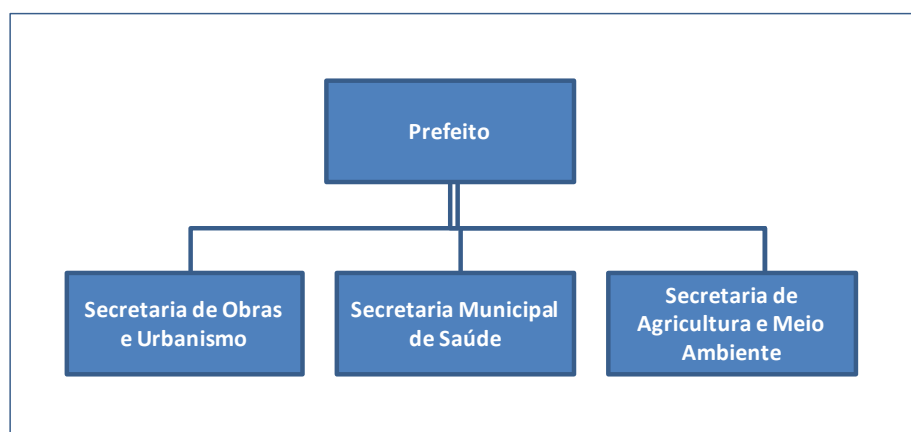 Prefeito
Secretaria de Obras
e Urbanismo
Secretaria Municipal
de Saúde
Secretaria de
Agricultura e Meio
Ambiente